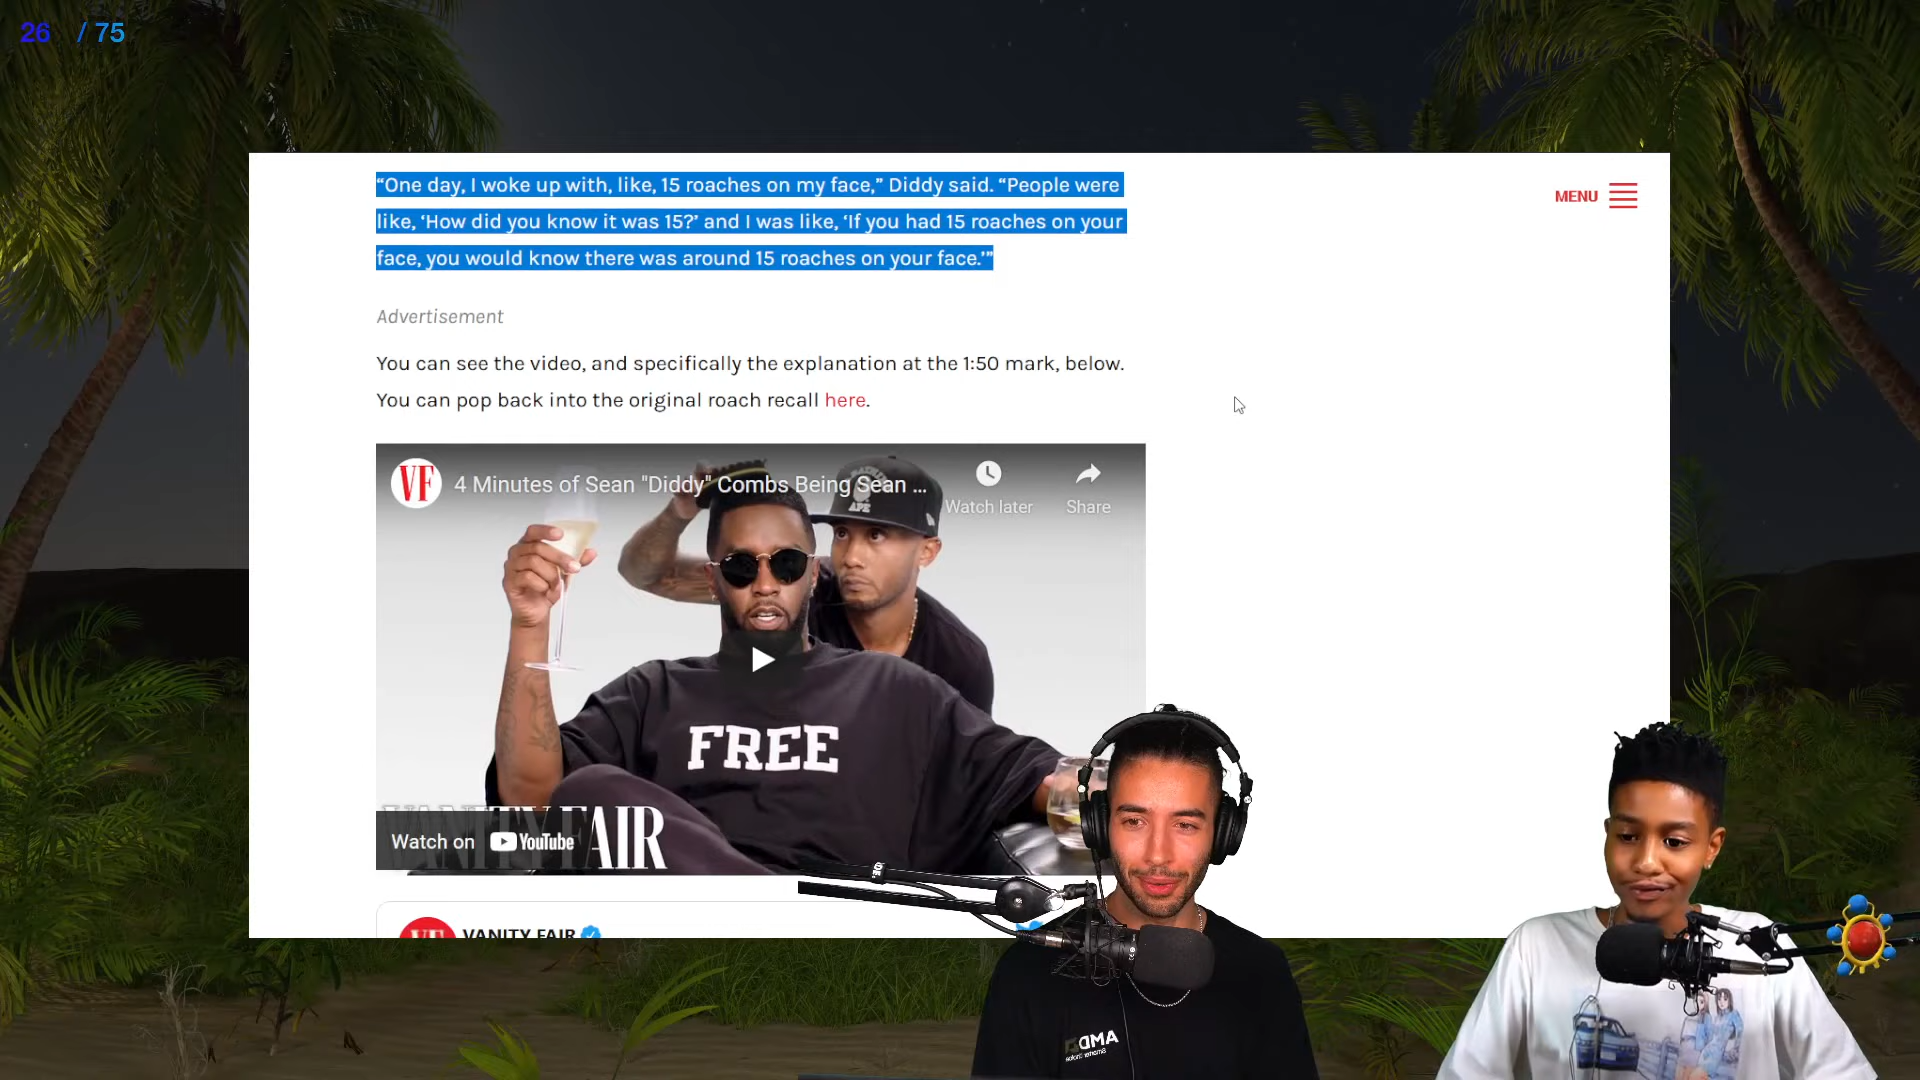 26 / 75
“One day, I woke up with, like, 15 roaches on my face,” Diddy said. “People were
like, ‘How did you know it was 15?’ and I was like, ‘If you had 15 roaches on your
face, you would know there was around 15 roaches on your face.’”
MENU
Advertisement
You can see the video, and specifically the explanation at the 1:50 mark, below.
You can pop back into the original roach recall here.
VF
4 Minutes of Sean "Diddy" Combs Being Sean ...
Watch later
Share
APE
FREE
VANITY FAIR
Watch on YouTube
VANITY FAIR